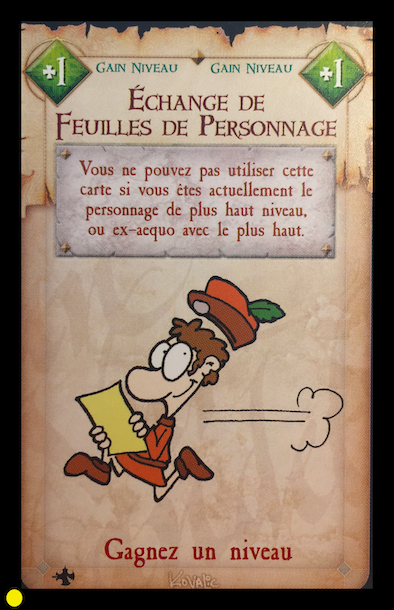 +1 Gain Niveau Gain Niveau +1
Échange de
Feuilles de Personnage
Vous ne pouvez pas utiliser cette
carte si vous êtes actuellement le
personnage de plus haut niveau,
ou ex-aequo avec le plus haut.
Gagnez un niveau
Kovalic